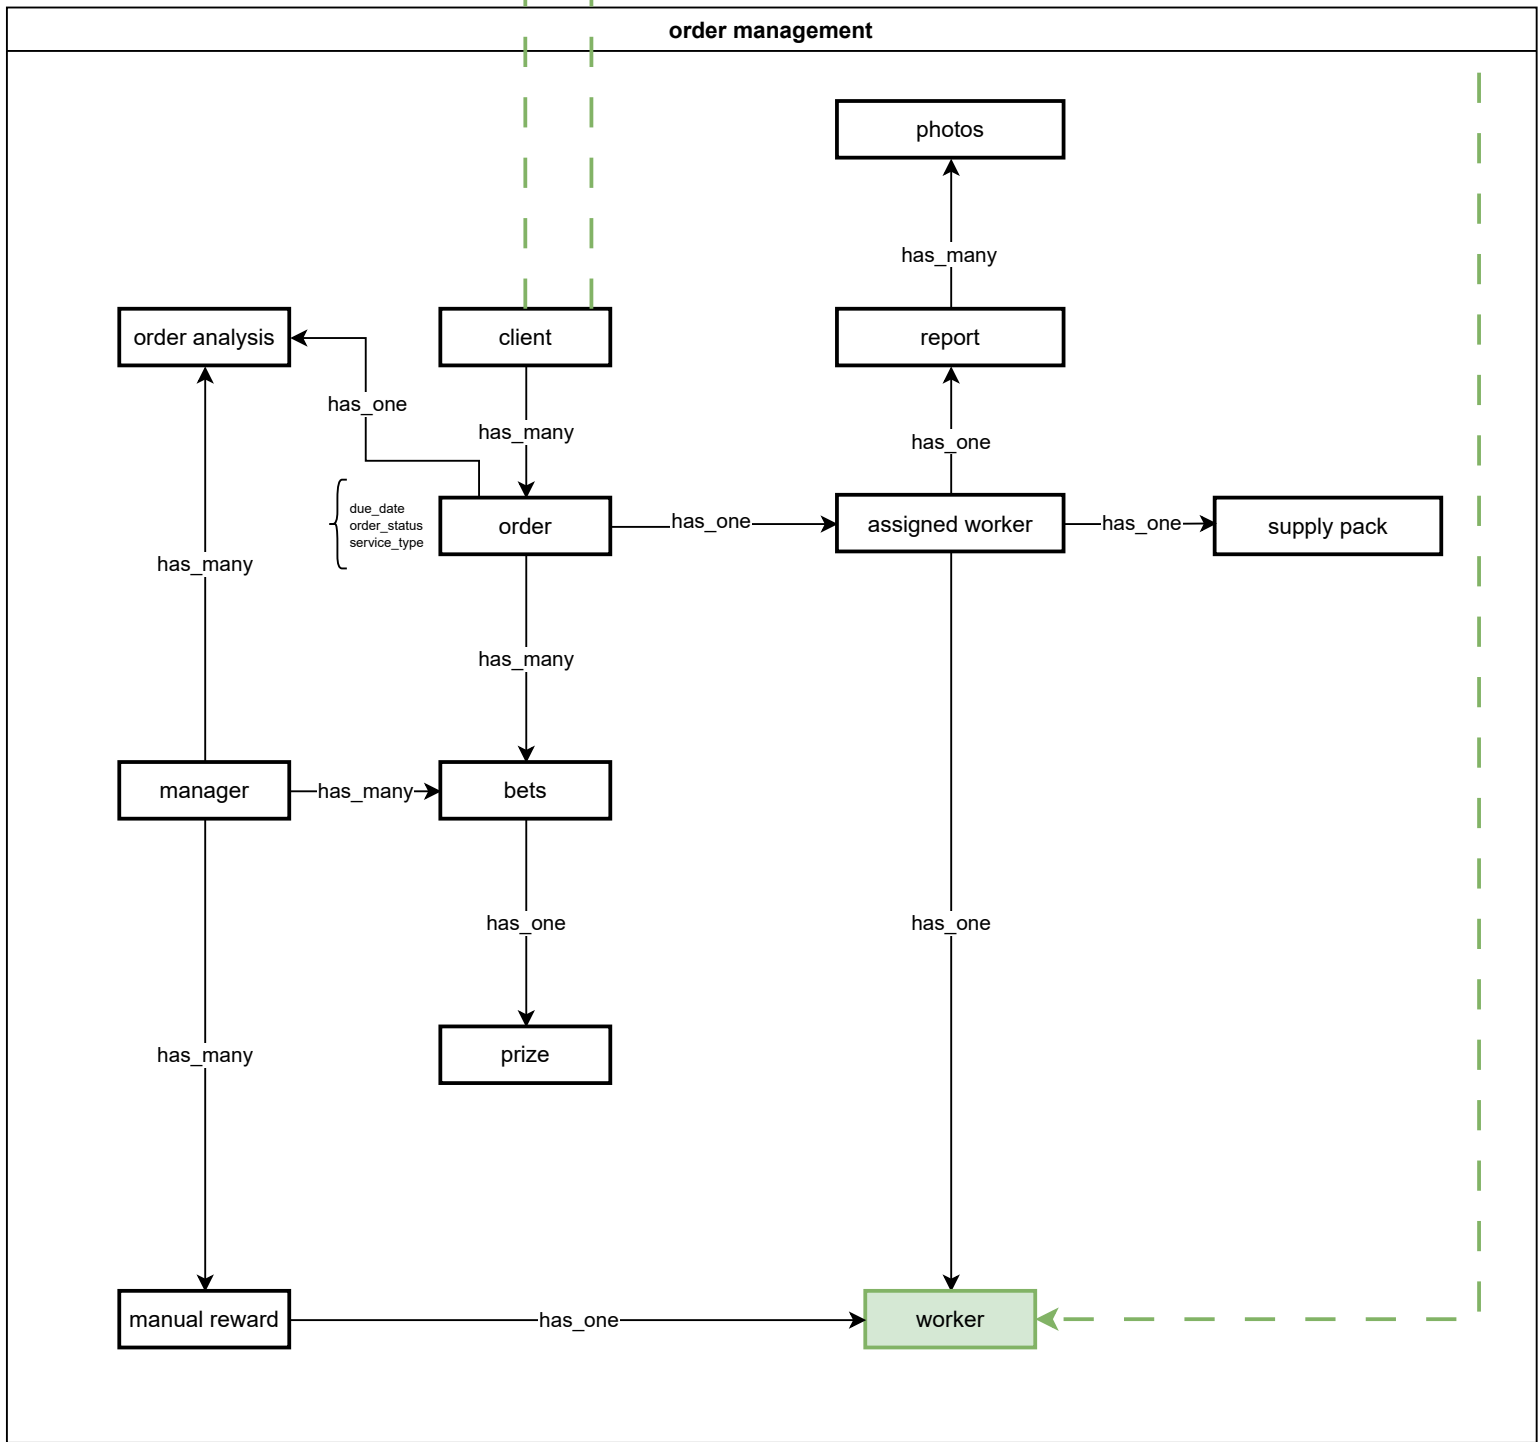 order management
photos
has_many
order analysis
client
report
has_one
has_many
has_one
due_date
order_status
service_type
order
has_one
assigned worker
has_one
supply pack
has_many
has_many
manager
has_many
bets
has_one
has_one
has_many
prize
manual reward
has_one
worker